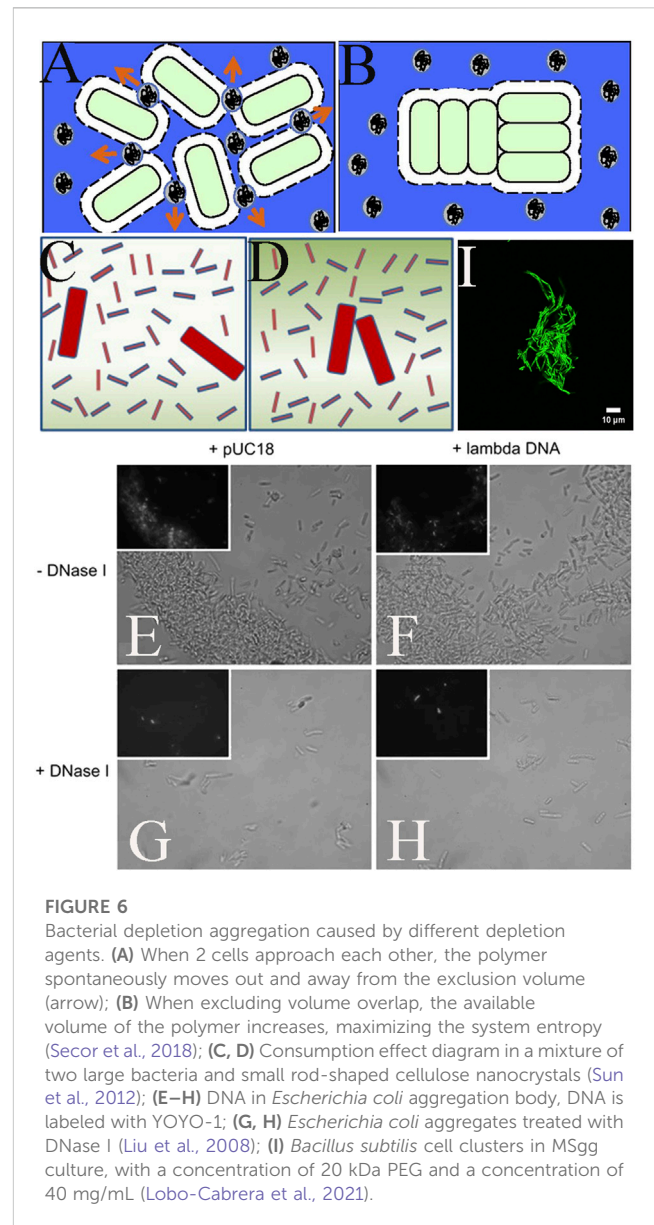 A
B
C
D
I
10 µm
+ pUC18
+ lambda DNA
- DNase I
E
F
+ DNase I
G
H
FIGURE 6
Bacterial depletion aggregation caused by different depletion
agents. (A) When 2 cells approach each other, the polymer
spontaneously moves out and away from the exclusion volume
(arrow); (B) When excluding volume overlap, the available
volume of the polymer increases, maximizing the system entropy
(Secor et al., 2018); (C, D) Consumption effect diagram in a mixture of
two large bacteria and small rod-shaped cellulose nanocrystals (Sun
et al., 2012); (E–H) DNA in Escherichia coli aggregation body, DNA is
labeled with YOYO-1; (G, H) Escherichia coli aggregates treated with
DNase I (Liu et al., 2008); (I) Bacillus subtilis cell clusters in MSgg
culture, with a concentration of 20 kDa PEG and a concentration of
40 mg/mL (Lobo-Cabrera et al., 2021).